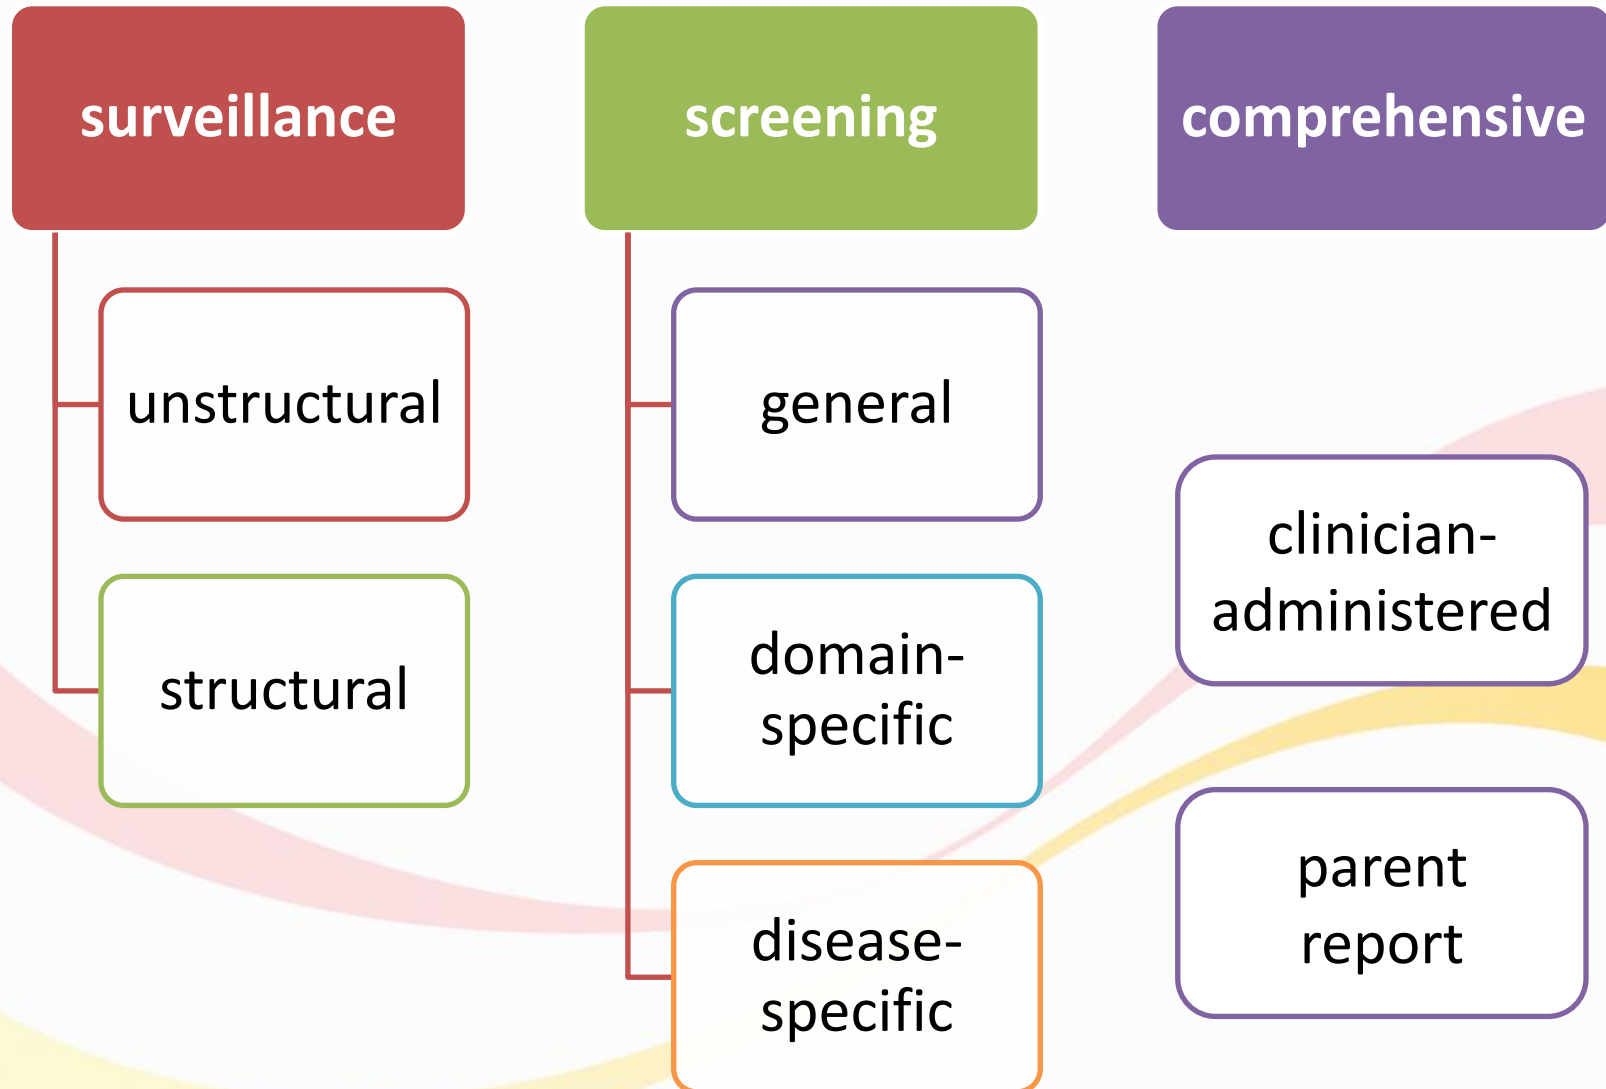 surveillance
unstructural
structural
screening
general
domain-
specific
disease-
specific
comprehensive
clinician-
administered
parent
report